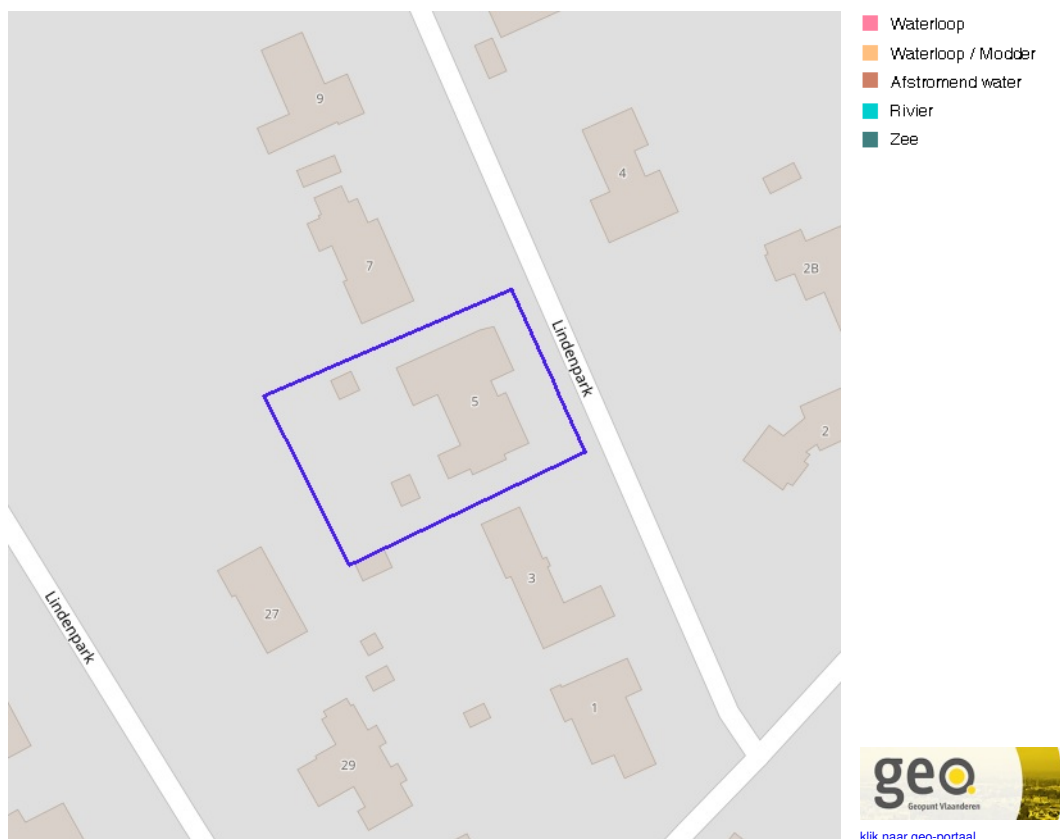 9
4
7
2B
Lindenpark
5
2
3
27
Lindenpark
1
29
Waterloop
Waterloop / Modder
Afstromend water
Rivier
Zee
geo.
Geopunt Vlaanderen
klik naar geo-portaal